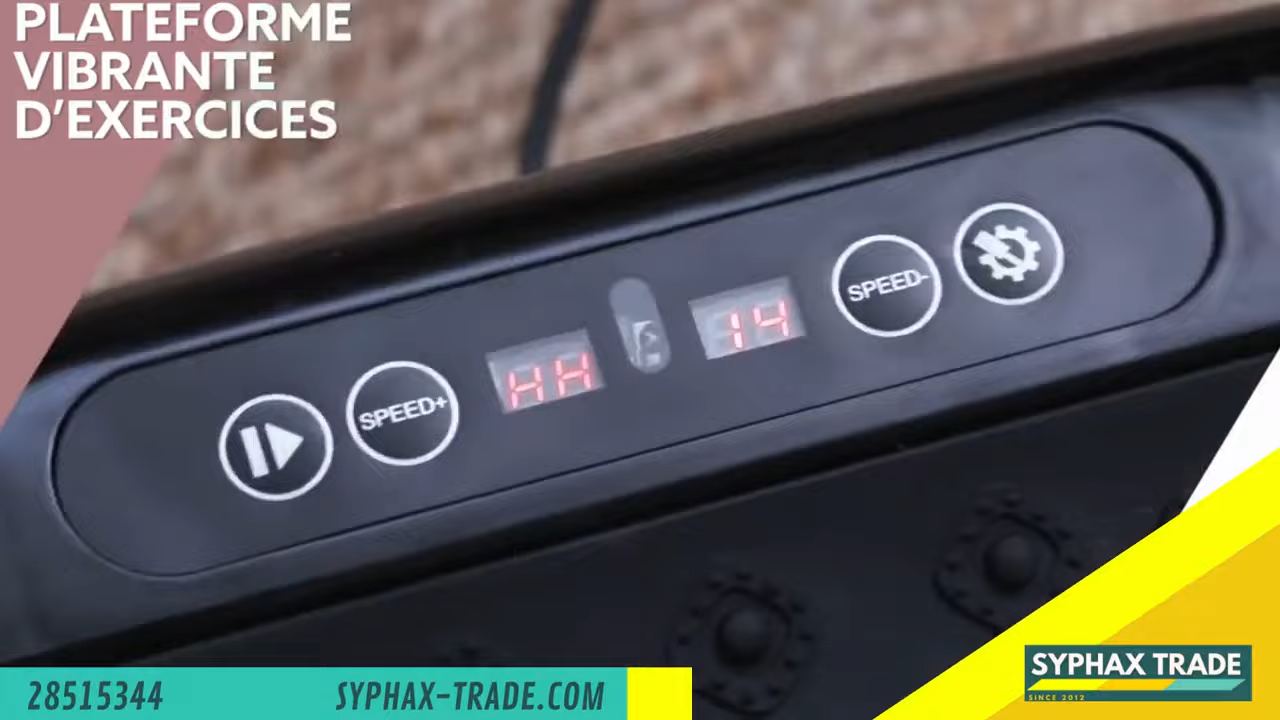 PLATEFORME
VIBRANTE
D'EXERCICES
SPEED+
HH
14
SPEED-
28515344
SYPHAX-TRADE.COM
SYPHAX TRADE
SINCE 2012